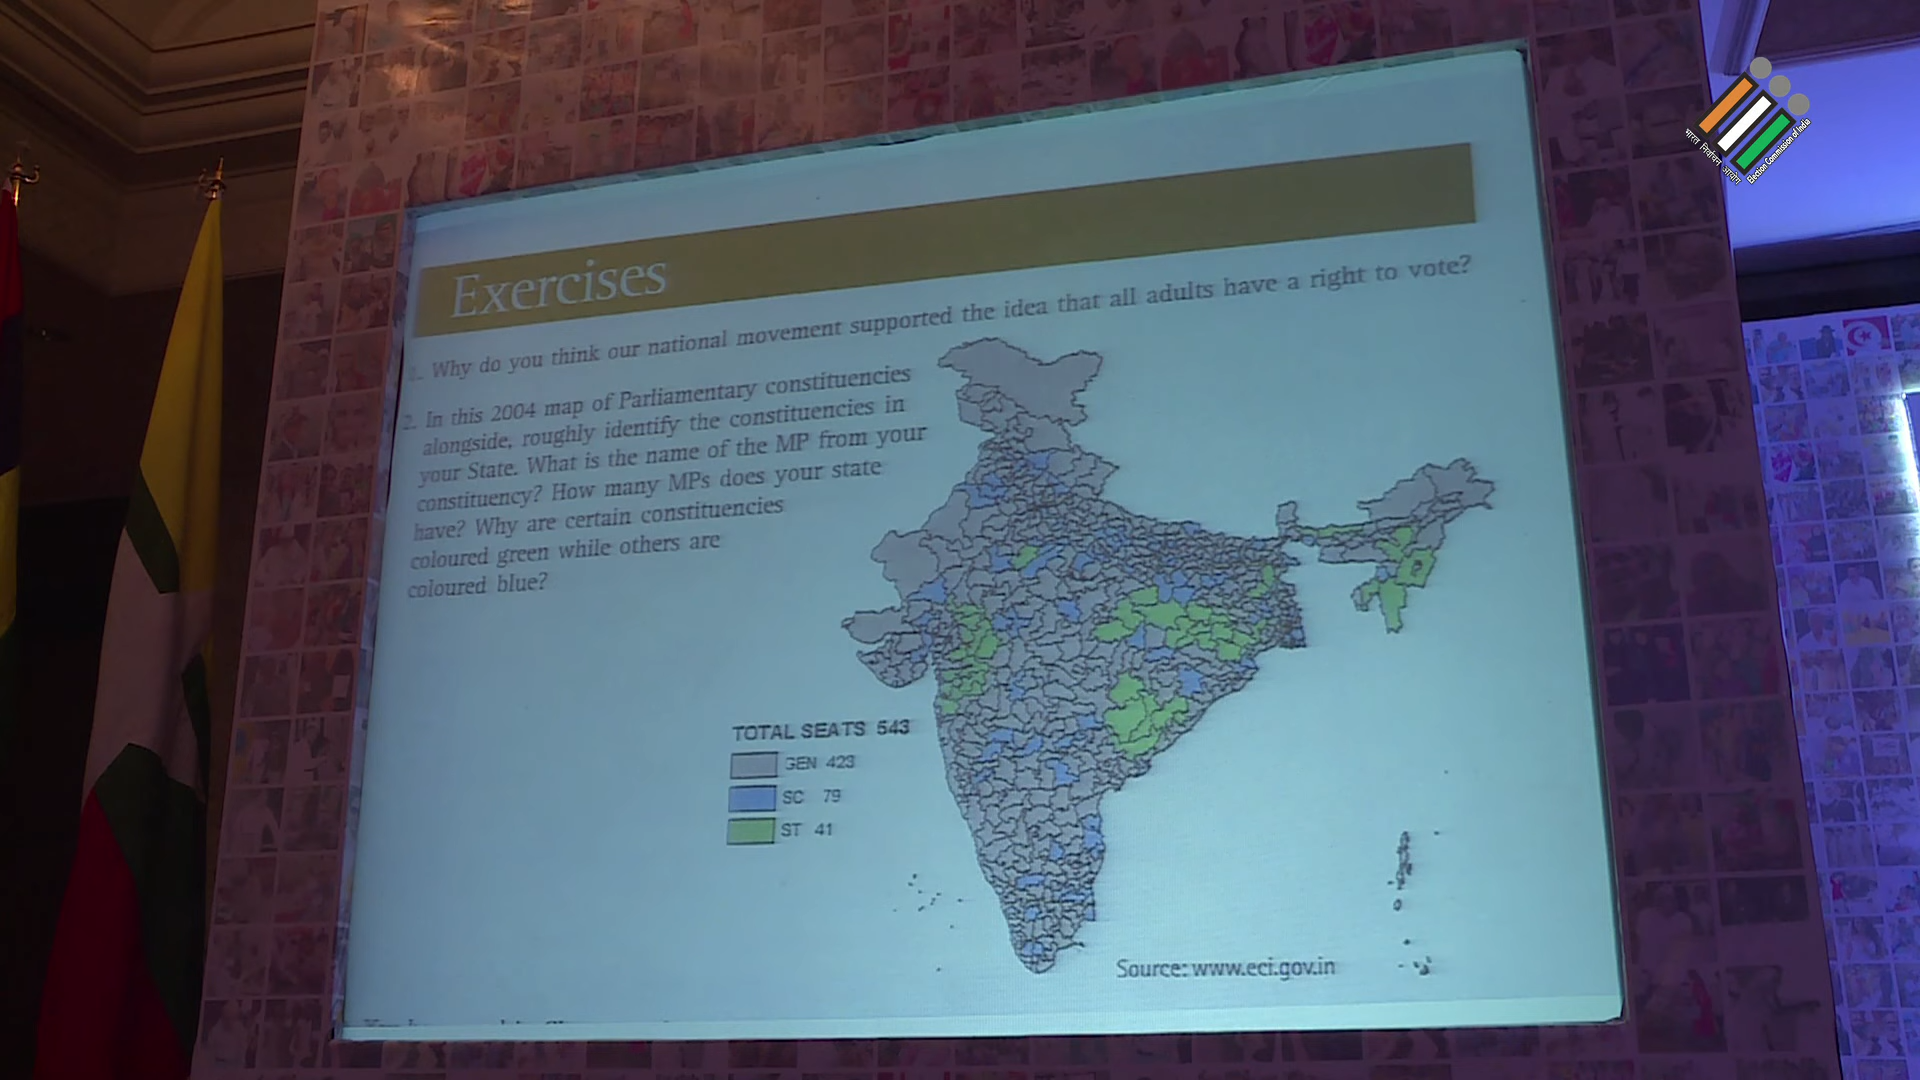 Exercises
1. Why do you think our national movement supported the idea that all adults have a right to vote?
2. In this 2004 map of Parliamentary constituencies
alongside, roughly identify the constituencies in
your State. What is the name of the MP from your
constituency? How many MPs does your state
have? Why are certain constituencies
coloured green while others are
coloured blue?
TOTAL SEATS 543
GEN 423
SC 79
ST 41
Source: www.eci.gov.in
भारत निर्वाचन आयोग
Election Commission of India